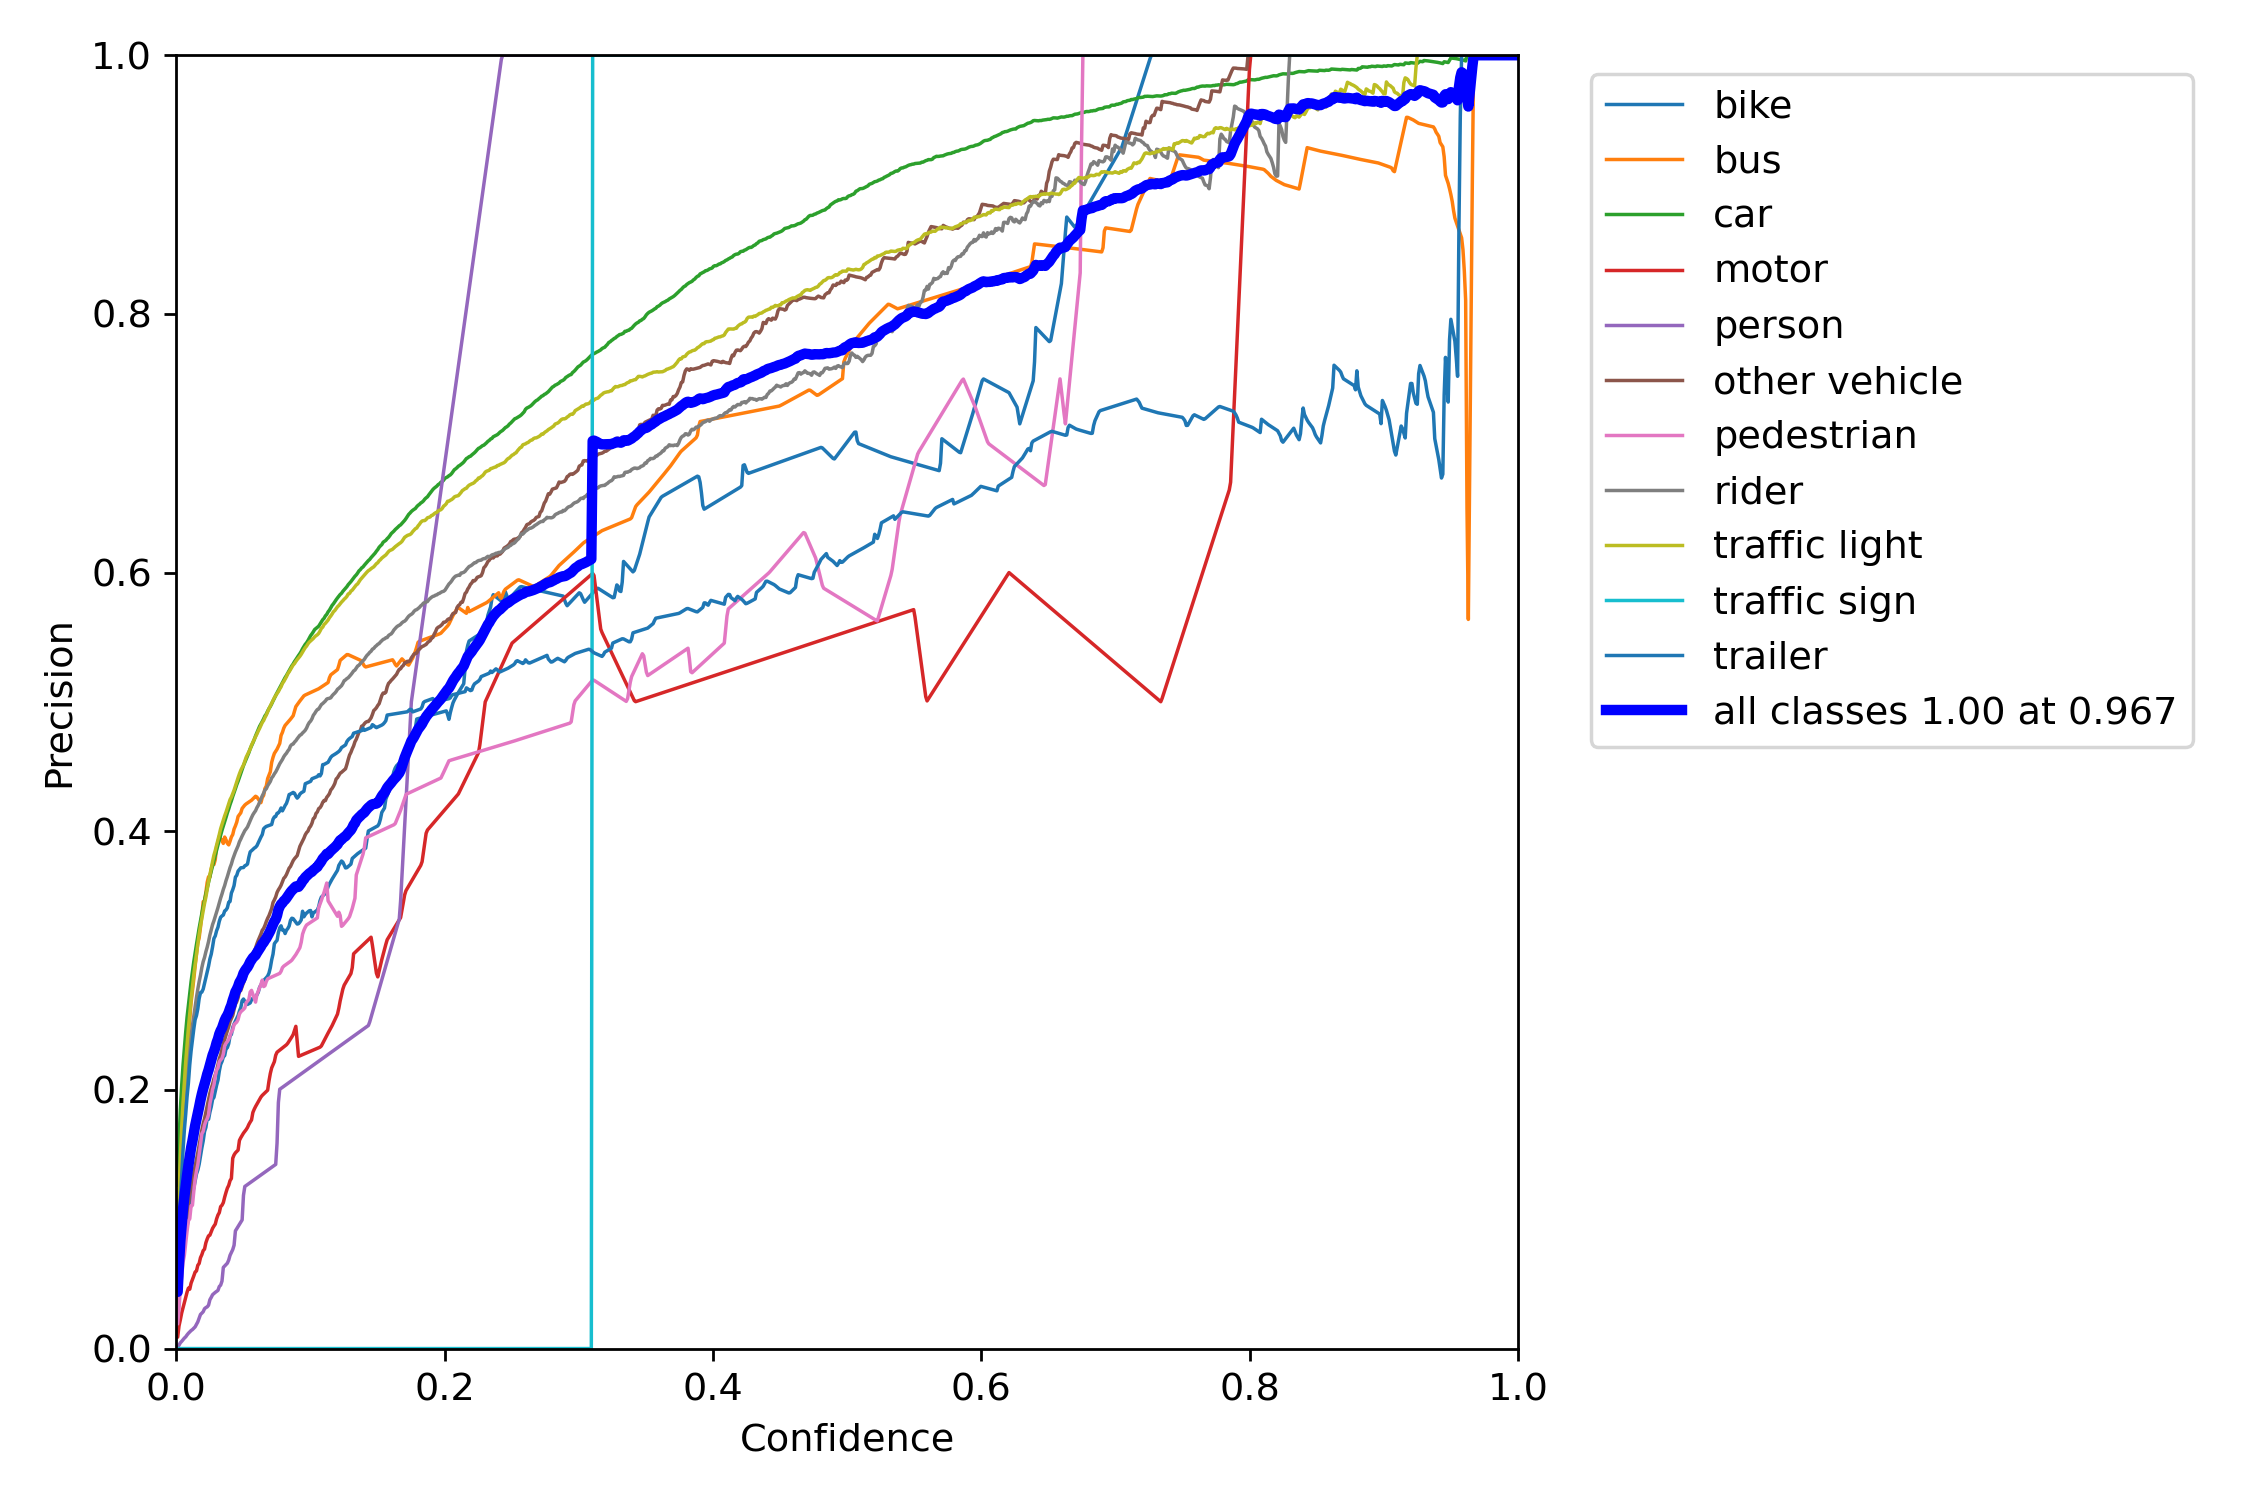 1.0
0.8
0.6
0.4
0.2
0.0
Precision
0.0 0.2 0.4 0.6 0.8 1.0
Confidence
bike
bus
car
motor
person
other vehicle
pedestrian
rider
traffic light
traffic sign
trailer
all classes 1.00 at 0.967